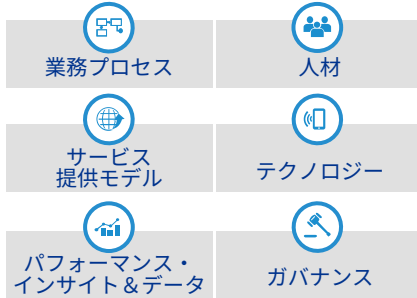 業務プロセス
人材
サービス
提供モデル
テクノロジー
パフォーマンス・
インサイト＆データ
ガバナンス